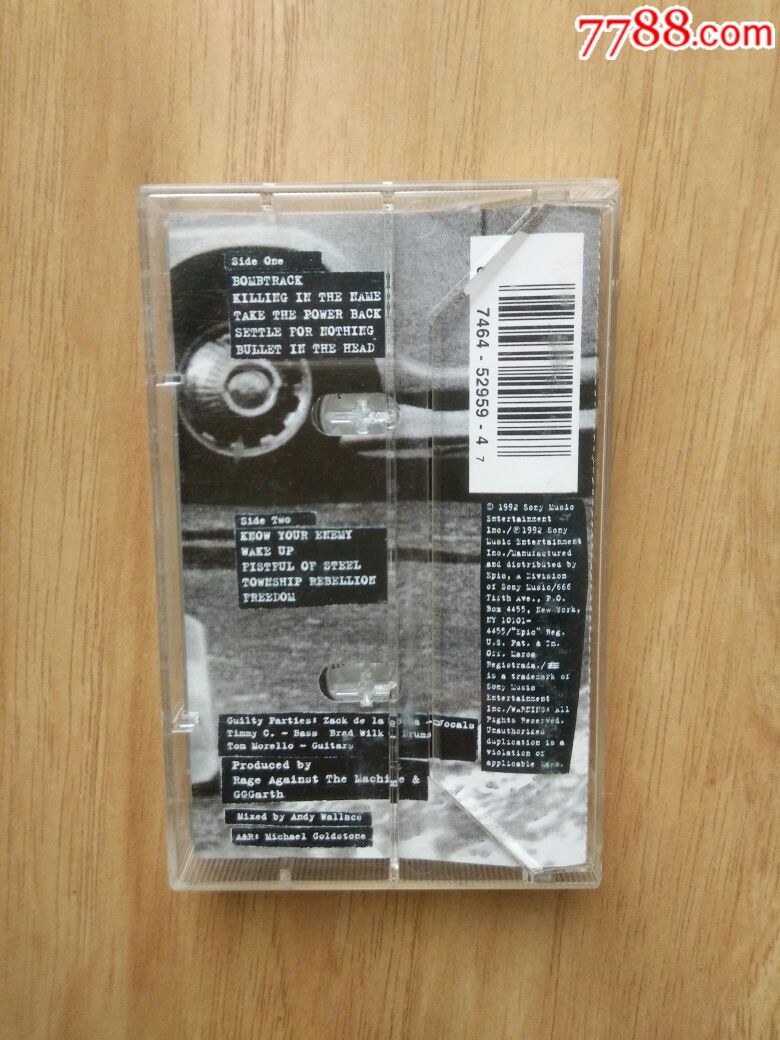 7788.com
Side One
BOMBTRACK
KILLING IN THE NAME
TAKE THE POWER BACK
SETTLE FOR NOTHING
BULLET IN THE HEAD
7464 - 52959 - 4 7
Side Two
KNOW YOUR ENEMY
WAKE UP
FISTFUL OF STEEL
TOWNSHIP REBELLION
FREEDOM
Guilty Parties: Zack de la - Vocals
Timmy C. - Bass Brad Wilk - Drums
Tom Morello - Guitars
Produced by
Rage Against The Machine &
GGGarth
Mixed by Andy Wallace
A&R: Michael Goldstone
© 1992 Sony Music
Entertainment
Inc./℗ 1992 Sony
Music Entertainment
Inc./Manufactured
and distributed by
Epic, A Division
of Sony Music/666
Fifth Ave., P.O.
Box 4455, New York,
NY 10101-
4455/"Epic" Reg.
U.S. Pat. & Tm.
Off. Marca
Registrada./
is a trademark of
Sony Music
Entertainment
Inc./WARNING: All
Rights Reserved.
Unauthorized
duplication is a
violation of
applicable laws.